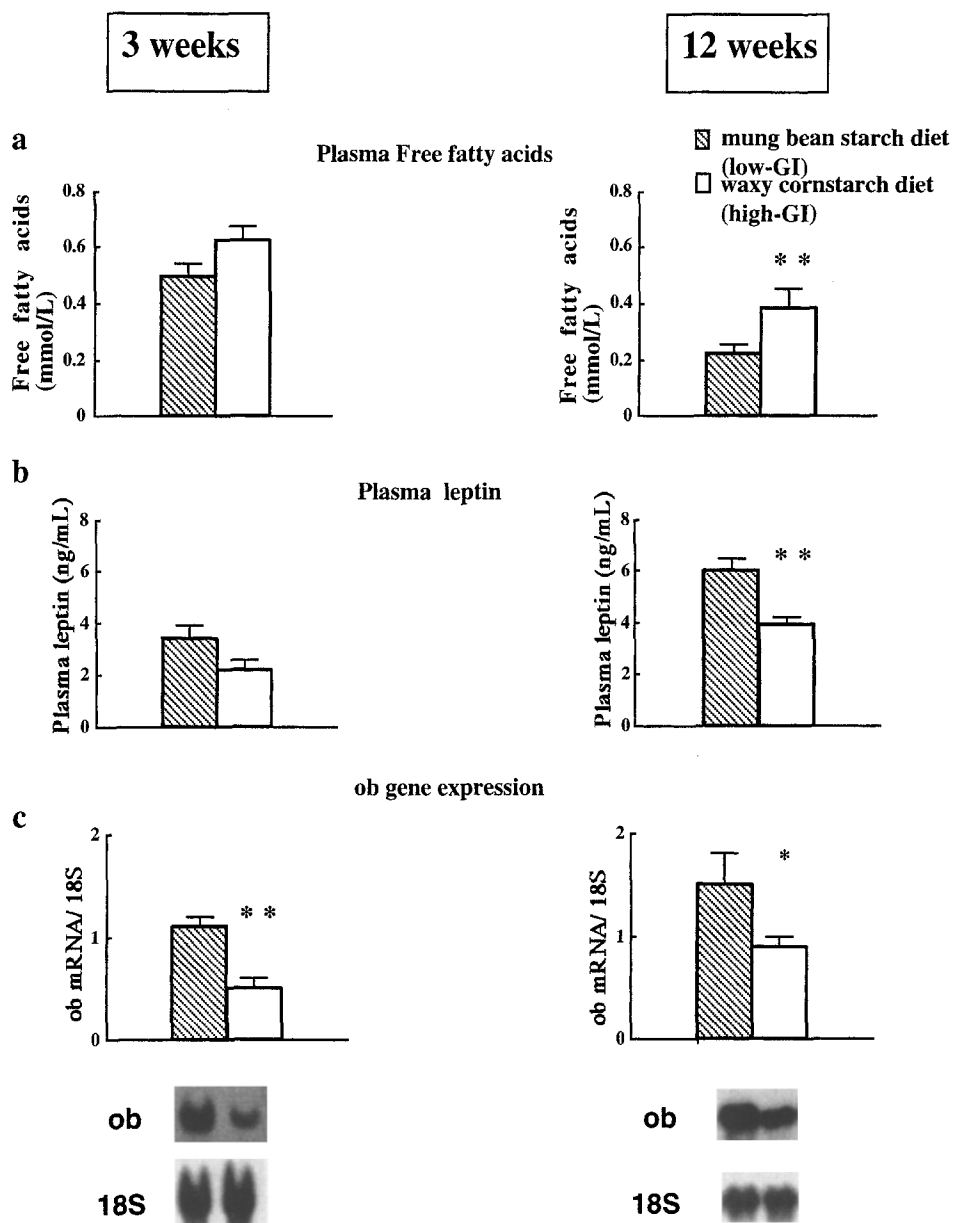 3 weeks
12 weeks
a
Plasma Free fatty acids
mung bean starch diet
(low-GI)
waxy cornstarch diet
(high-GI)
Free fatty acids
(mmol/L)
0.8
0.6
0.4
0.2
0
Free fatty acids
(mmol/L)
0.8
0.6
0.4
0.2
0
* *
b
Plasma leptin
Plasma leptin (ng/mL)
8
6
4
2
0
Plasma leptin (ng/mL)
8
6
4
2
0
* *
ob gene expression
c
ob mRNA/ 18S
2
1
0
* *
ob mRNA/ 18S
2
1
0
*
ob
ob
18S
18S